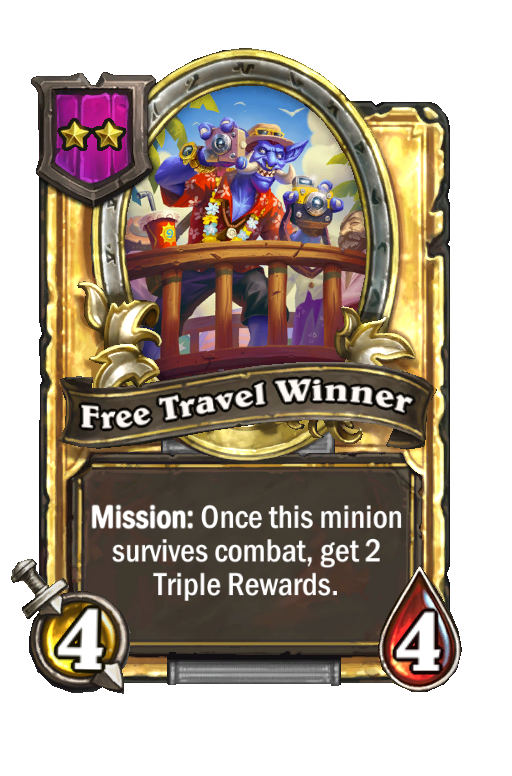 Free Travel Winner
Mission: Once this minion
survives combat, get 2
Triple Rewards.
4
4